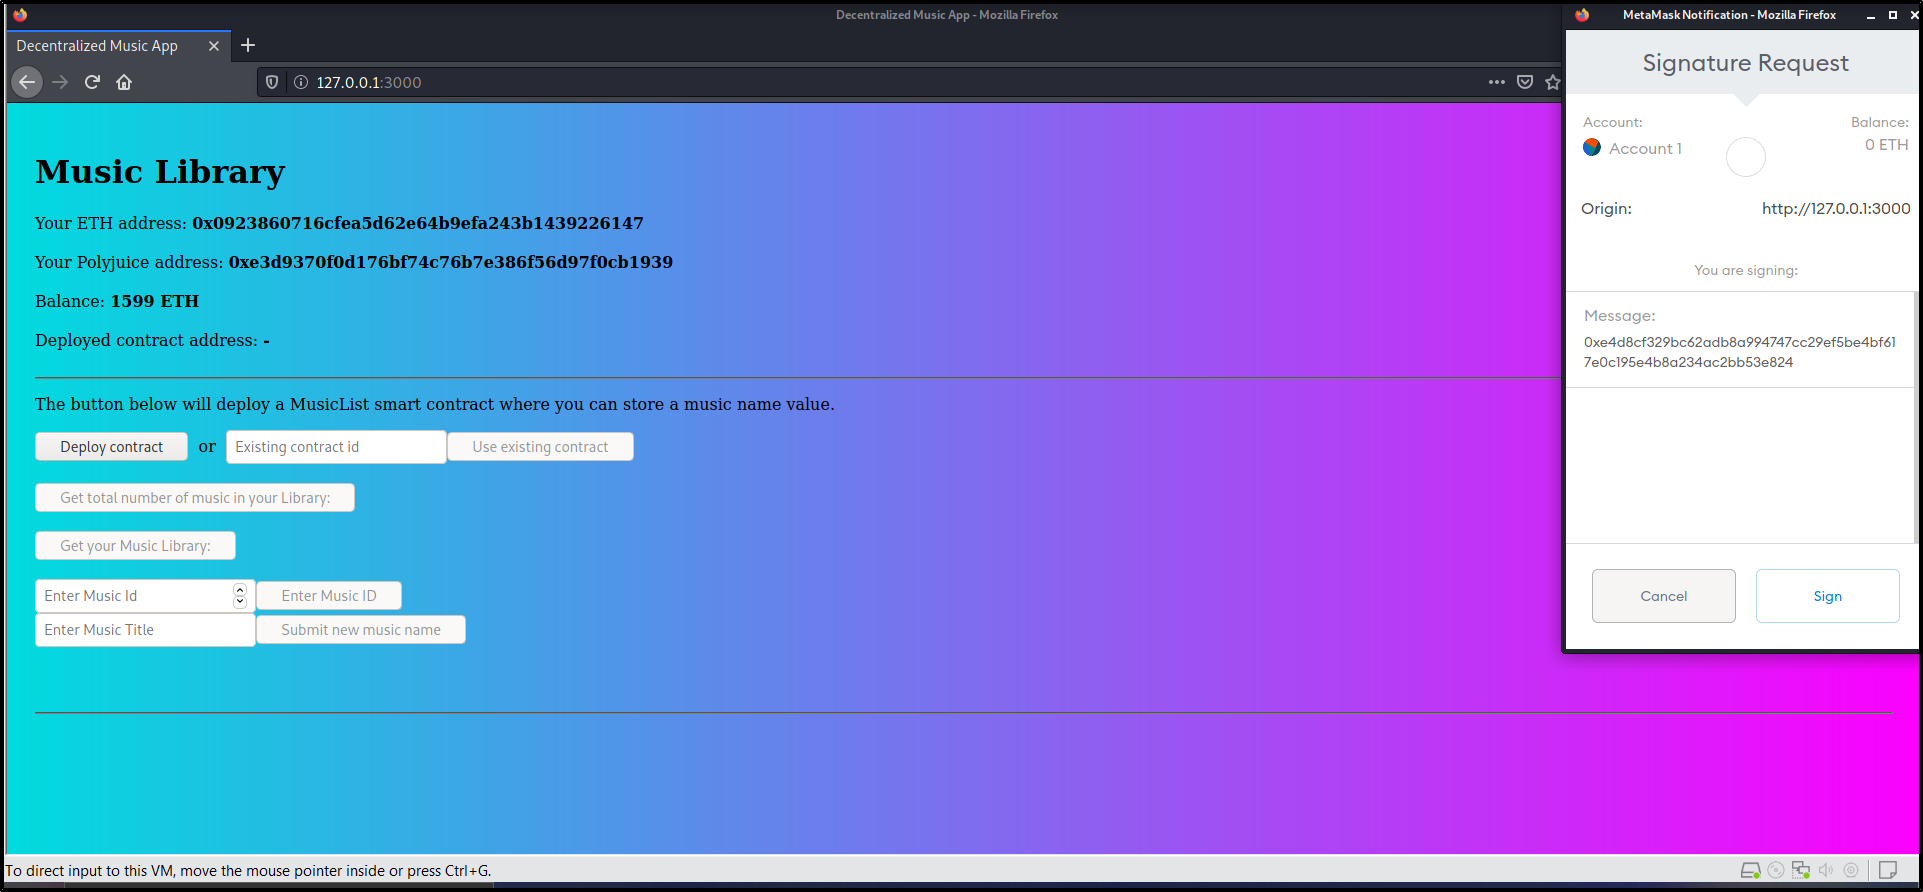 Decentralized Music App - Mozilla Firefox
Decentralized Music App
127.0.0.1:3000
Music Library
Your ETH address: 0x0923860716cfea5d62e64b9efa243b1439226147
Your Polyjuice address: 0xe3d9370f0d176bf74c76b7e386f56d97f0cb1939
Balance: 1599 ETH
Deployed contract address: -
The button below will deploy a MusicList smart contract where you can store a music name value.
Deploy contract or Existing contract id Use existing contract
Get total number of music in your Library:
Get your Music Library:
Enter Music Id Enter Music ID
Enter Music Title Submit new music name
MetaMask Notification - Mozilla Firefox
Signature Request
Account: Balance:
Account 1 0 ETH
Origin: http://127.0.0.1:3000
You are signing:
Message:
0xe4d8cf329bc62adb8a994747cc29ef5be4bf61
7e0c195e4b8a234ac2bb53e824
Cancel Sign
To direct input to this VM, move the mouse pointer inside or press Ctrl+G.